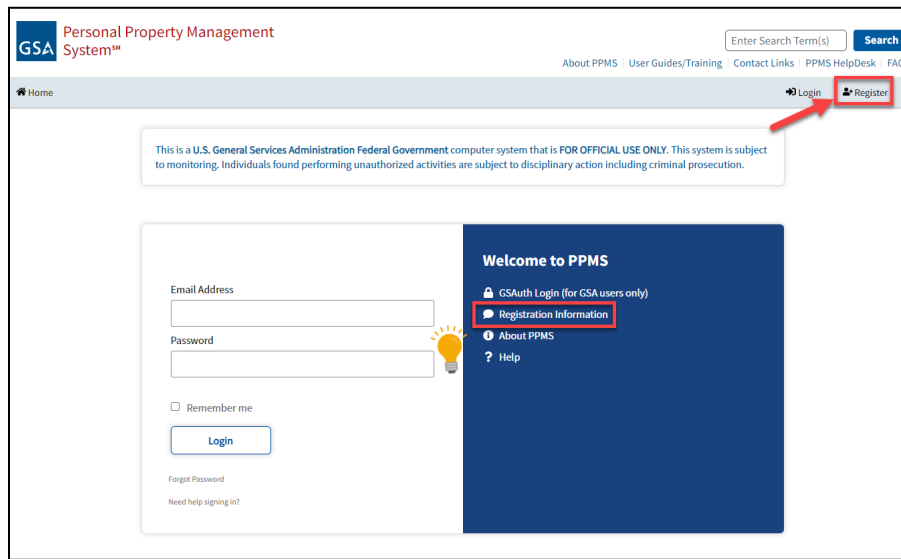 GSA
Personal Property Management
System℠
Enter Search Term(s)
Search
About PPMS
User Guides/Training
Contact Links
PPMS HelpDesk
FAQ
Home
Login
Register
This is a U.S. General Services Administration Federal Government computer system that is FOR OFFICIAL USE ONLY. This system is subject
to monitoring. Individuals found performing unauthorized activities are subject to disciplinary action including criminal prosecution.
Email Address
Password
Remember me
Login
Forgot Password
Need help signing in?
Welcome to PPMS
GSAuth Login (for GSA users only)
Registration Information
About PPMS
? Help